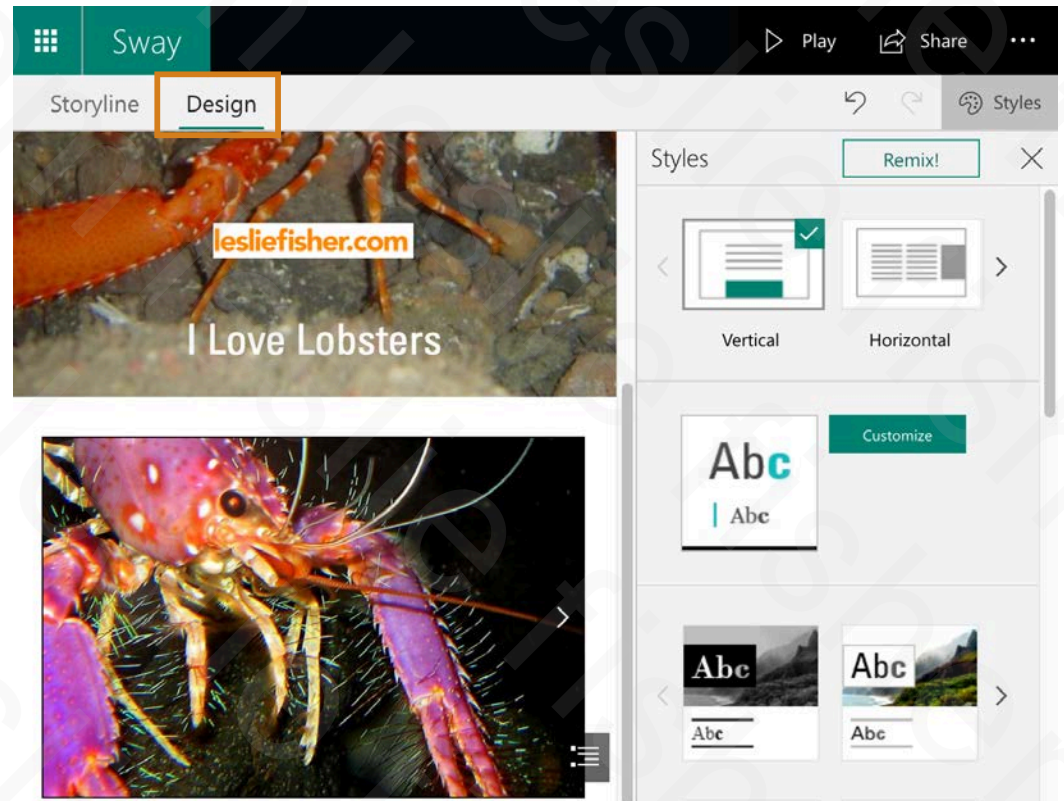 Sway
Play
Share
Storyline
Design
Styles
Styles
Remix!
lesliefisher.com
I Love Lobsters
Vertical
Horizontal
Abc
Abc
Customize
Abc
Abc
Abc
Abc